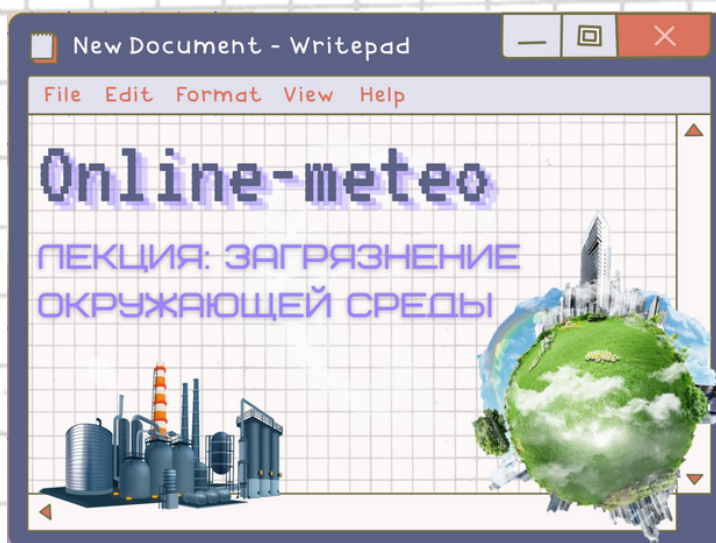 New Document - Writepad
File Edit Format View Help
Online-meteo
ЛЕКЦИЯ: ЗАГРЯЗНЕНИЕ
ОКРУЖАЮЩЕЙ СРЕДЫ